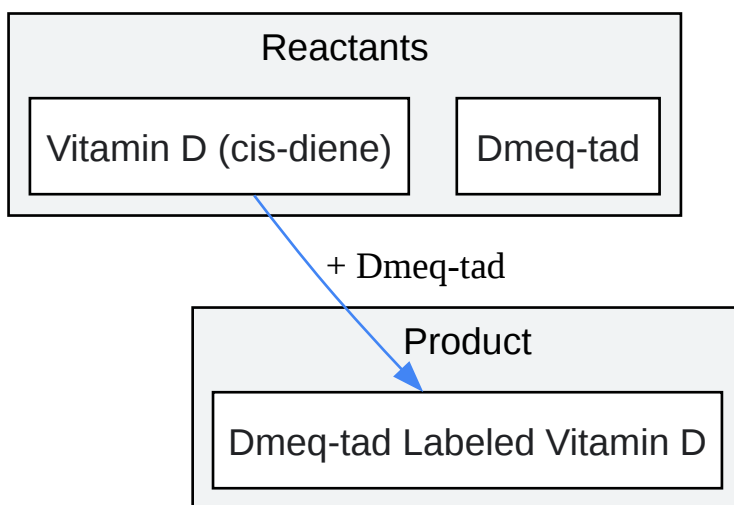 Reactants
Vitamin D (cis-diene)
Dmeq-tad
+ Dmeq-tad
Product
Dmeq-tad Labeled Vitamin D